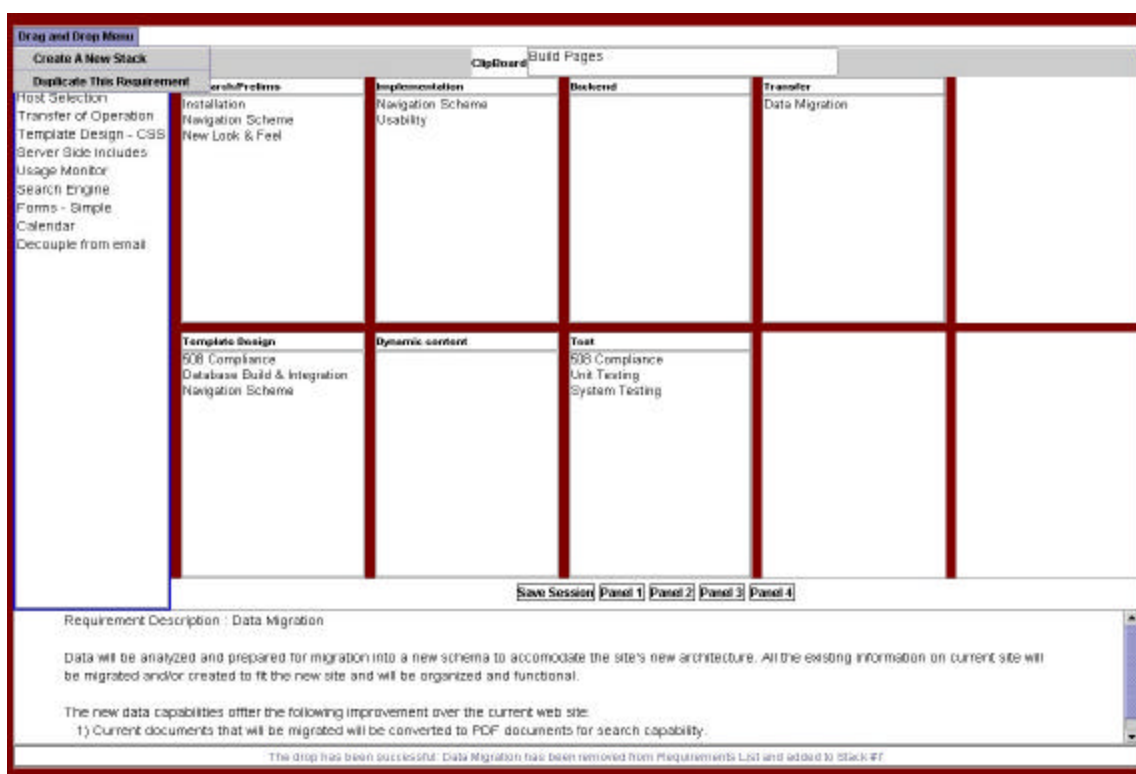 Drag and Drop Menu
Create A New Stack
ClipBoard
Build Pages
Duplicate This Requirement
Host Selection
Transfer of Operation
Template Design - CSS
Server Side Includes
Usage Monitor
Search Engine
Forms - Simple
Calendar
Decouple from email
arch/Prelims
Installation
Navigation Scheme
New Look & Feel
Implementation
Navigation Scheme
Usability
Backend
Transfer
Data Migration
Template Design
508 Compliance
Database Build & Integration
Navigation Scheme
Dynamic content
Test
508 Compliance
Unit Testing
System Testing
Save Session Panel 1 Panel 2 Panel 3 Panel 4
Requirement Description : Data Migration
Data will be analyzed and prepared for migration into a new schema to accomodate the site's new architecture. All the existing information on current site will
be migrated and/or created to fit the new site and will be organized and functional.
The new data capabilities offter the following improvement over the current web site:
1) Current documents that will be migrated will be converted to PDF documents for search capability.
The drop has been successful: Data Migration has been removed from Requirements List and added to Stack #7